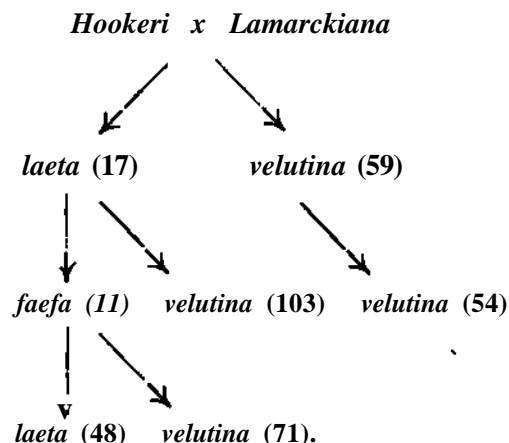 Hookeri x Lamarckiana
laeta (17) velutina (59)
faefa (11) velutina (103) velutina (54)
laeta (48) velutina (71).